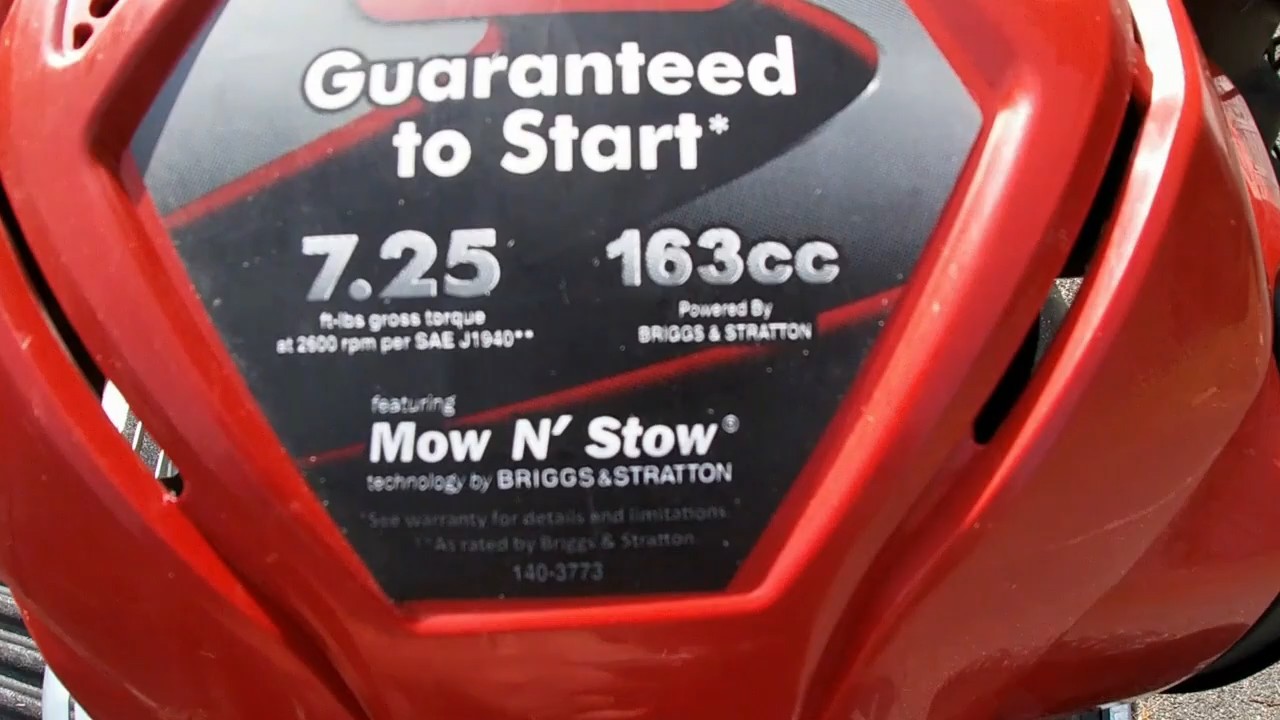 Guaranteed
to Start*
7.25
163cc
ft-lbs gross torque
at 2600 rpm per SAE J1940**
Powered By
BRIGGS & STRATTON
featuring
Mow N' Stow®
technology by BRIGGS&STRATTON
*See warranty for details and limitations.
**As rated by Briggs & Stratton
140-3773